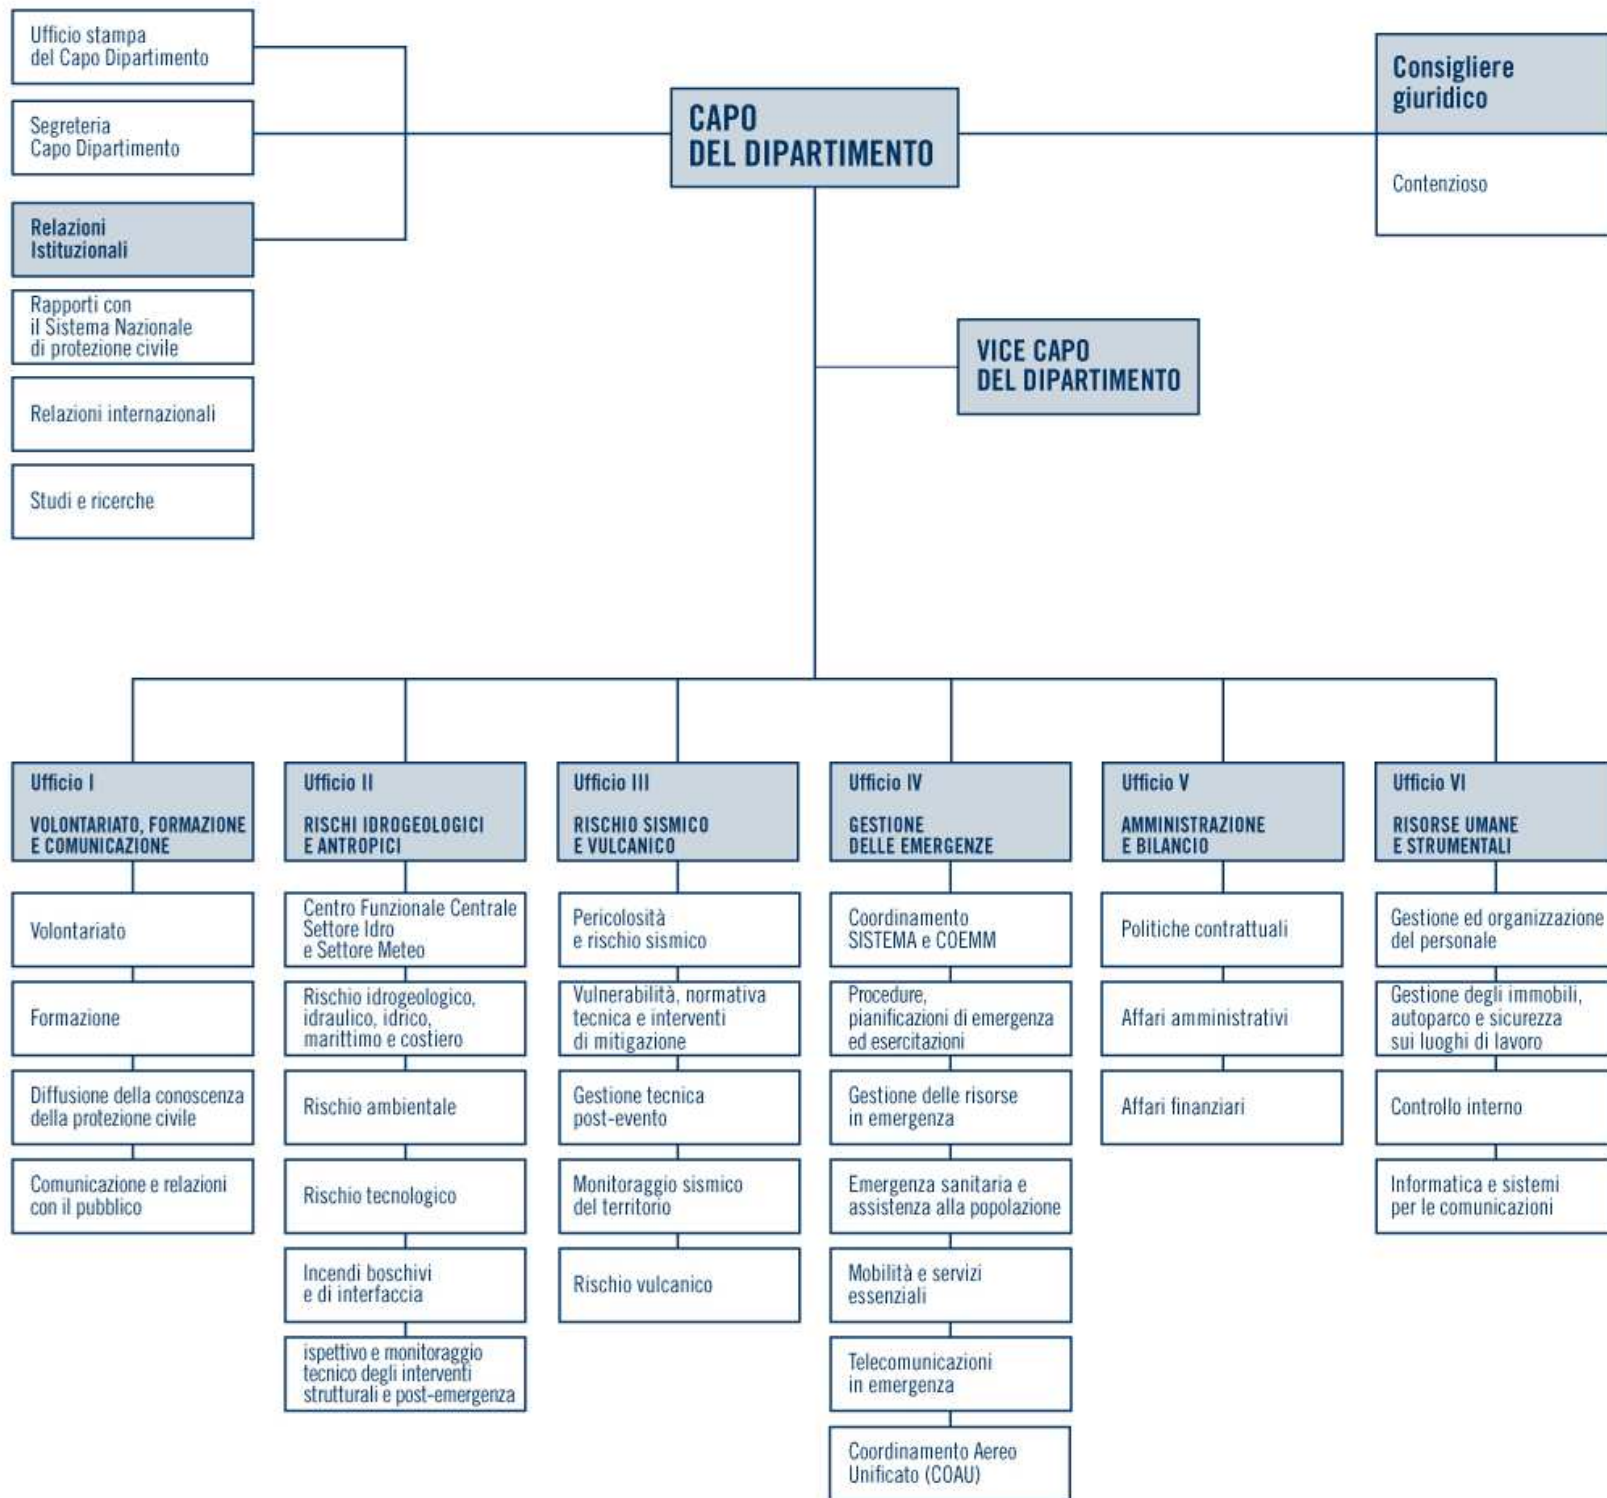 Ufficio stampa
del Capo Dipartimento
Segreteria
Capo Dipartimento
Relazioni
Istituzionali
Rapporti con
il Sistema Nazionale
di protezione civile
Relazioni internazionali
Studi e ricerche
CAPO
DEL DIPARTIMENTO
Consigliere
giuridico
Contenzioso
VICE CAPO
DEL DIPARTIMENTO
Ufficio I
VOLONTARIATO, FORMAZIONE
E COMUNICAZIONE
Volontariato
Formazione
Diffusione della conoscenza
della protezione civile
Comunicazione e relazioni
con il pubblico
Ufficio II
RISCHI IDROGEOLOGICI
E ANTROPICI
Centro Funzionale Centrale
Settore Idro
e Settore Meteo
Rischio idrogeologico,
idraulico, idrico,
marittimo e costiero
Rischio ambientale
Rischio tecnologico
Incendi boschivi
e di interfaccia
ispettivo e monitoraggio
tecnico degli interventi
strutturali e post-emergenza
Ufficio III
RISCHIO SISMICO
E VULCANICO
Pericolosità
e rischio sismico
Vulnerabilità, normativa
tecnica e interventi
di mitigazione
Gestione tecnica
post-evento
Monitoraggio sismico
del territorio
Rischio vulcanico
Ufficio IV
GESTIONE
DELLE EMERGENZE
Coordinamento
SISTEMA e COEMM
Procedure,
pianificazioni di emergenza
ed esercitazioni
Gestione delle risorse
in emergenza
Emergenza sanitaria e
assistenza alla popolazione
Mobilità e servizi
essenziali
Telecomunicazioni
in emergenza
Coordinamento Aereo
Unificato (COAU)
Ufficio V
AMMINISTRAZIONE
E BILANCIO
Politiche contrattuali
Affari amministrativi
Affari finanziari
Ufficio VI
RISORSE UMANE
E STRUMENTALI
Gestione ed organizzazione
del personale
Gestione degli immobili,
autoparco e sicurezza
sui luoghi di lavoro
Controllo interno
Informatica e sistemi
per le comunicazioni